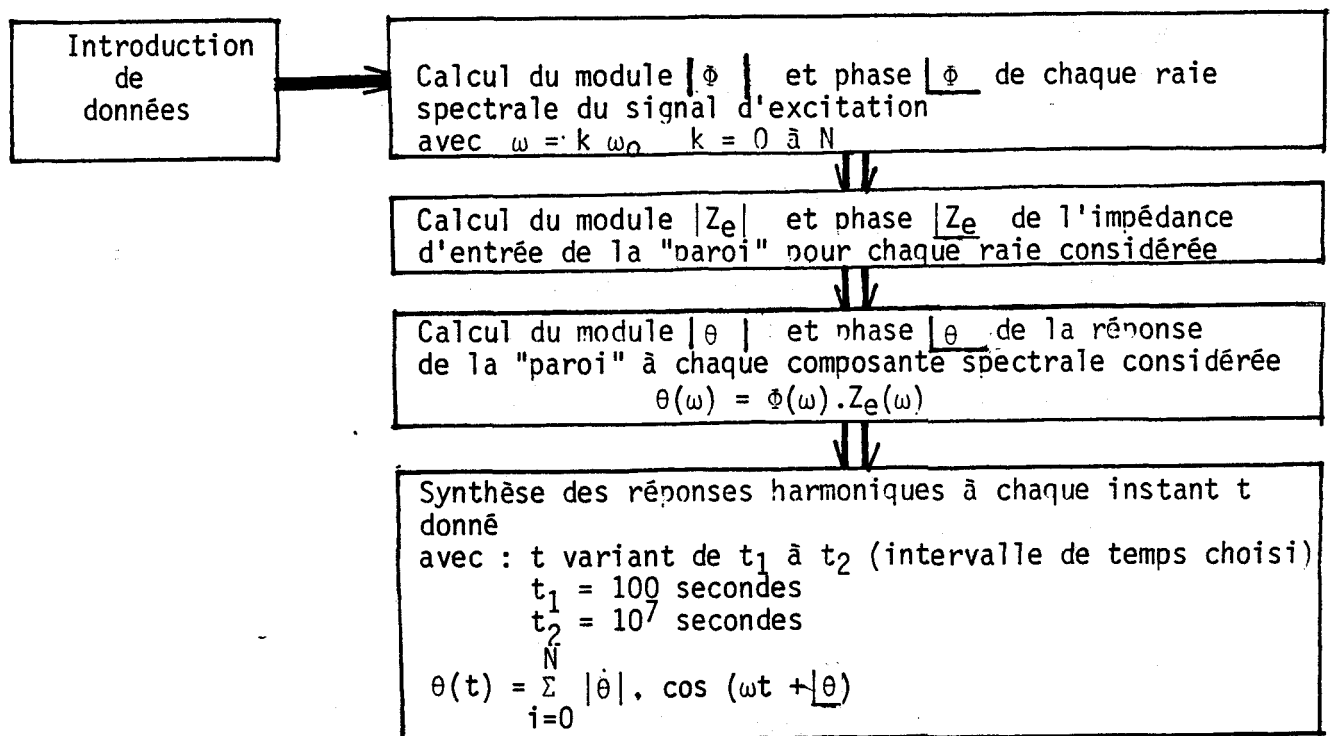 Introduction
de
données
Calcul du module |Φ| et phase |Φ de chaque raie
spectrale du signal d'excitation
avec ω = k ω₀ k = 0 à N
Calcul du module |Zₑ| et phase |Zₑ de l'impédance
d'entrée de la "paroi" pour chaque raie considérée
Calcul du module |θ| et phase |θ de la réponse
de la "paroi" à chaque composante spectrale considérée
θ(ω) = Φ(ω).Zₑ(ω)
Synthèse des réponses harmoniques à chaque instant t
donné
avec : t variant de t₁ à t₂ (intervalle de temps choisi)
t₁ = 100 secondes
t₂ = 10⁷ secondes
N
θ(t) = Σ |θ|. cos (ωt + |θ)
i=0